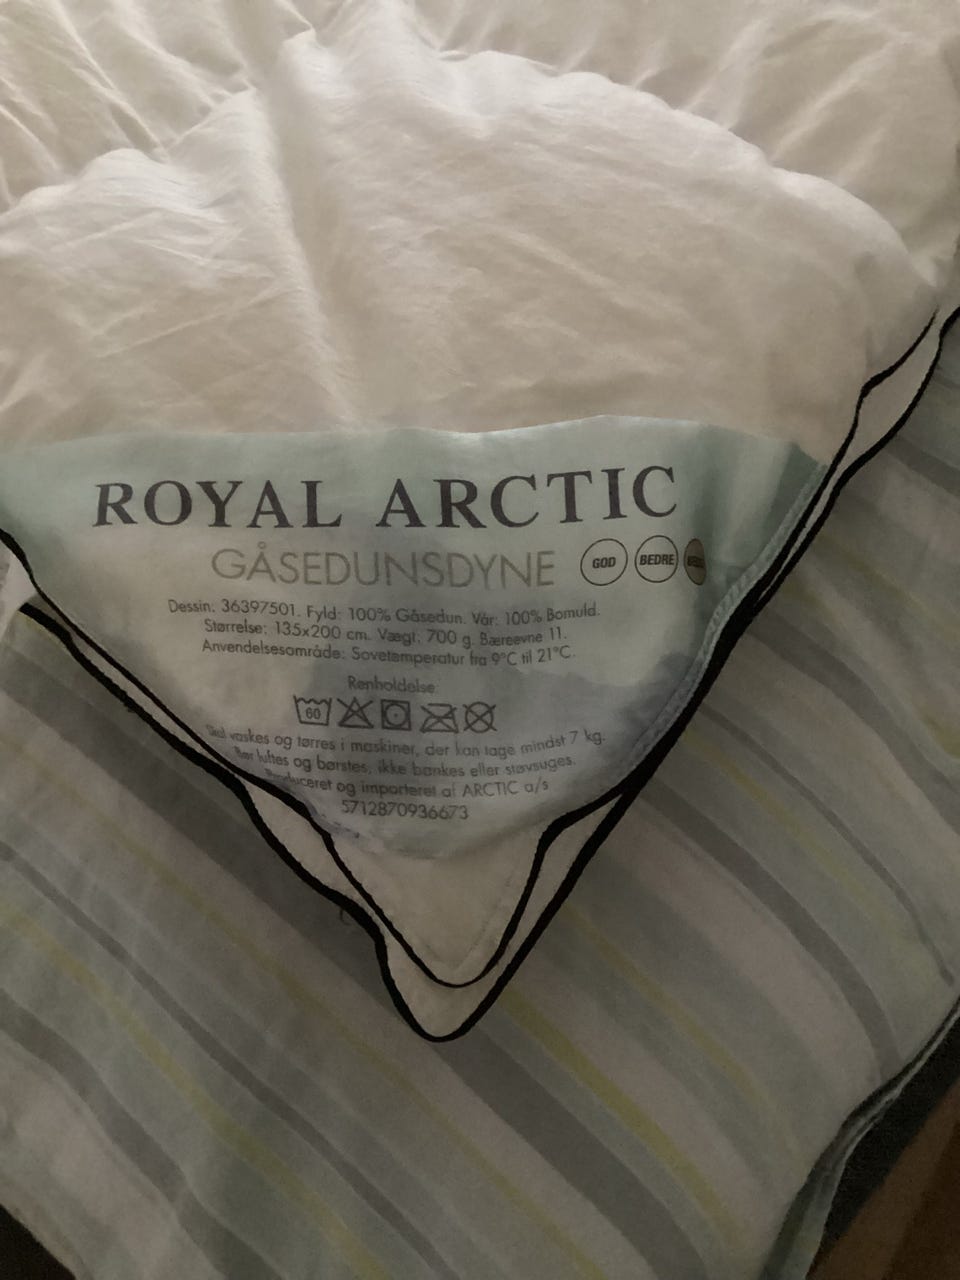 ROYAL ARCTIC
GÅSEDUNSDYNE GOD BEDRE
Dessin: 36397501. Fyld: 100% Gåsedun. Vår: 100% Bomuld.
Størrelse: 135x200 cm. Vægt: 700 g. Bæreevne 11.
Anvendelsesområde: Sovetemperatur fra 9°C til 21°C.
Renholdelse:
60
Skal vaskes og tørres i maskiner, der kan tage mindst 7 kg.
Bør luftes og børstes, ikke bankes eller støvsuges.
Produceret og importeret af ARCTIC a/s
5712870936673